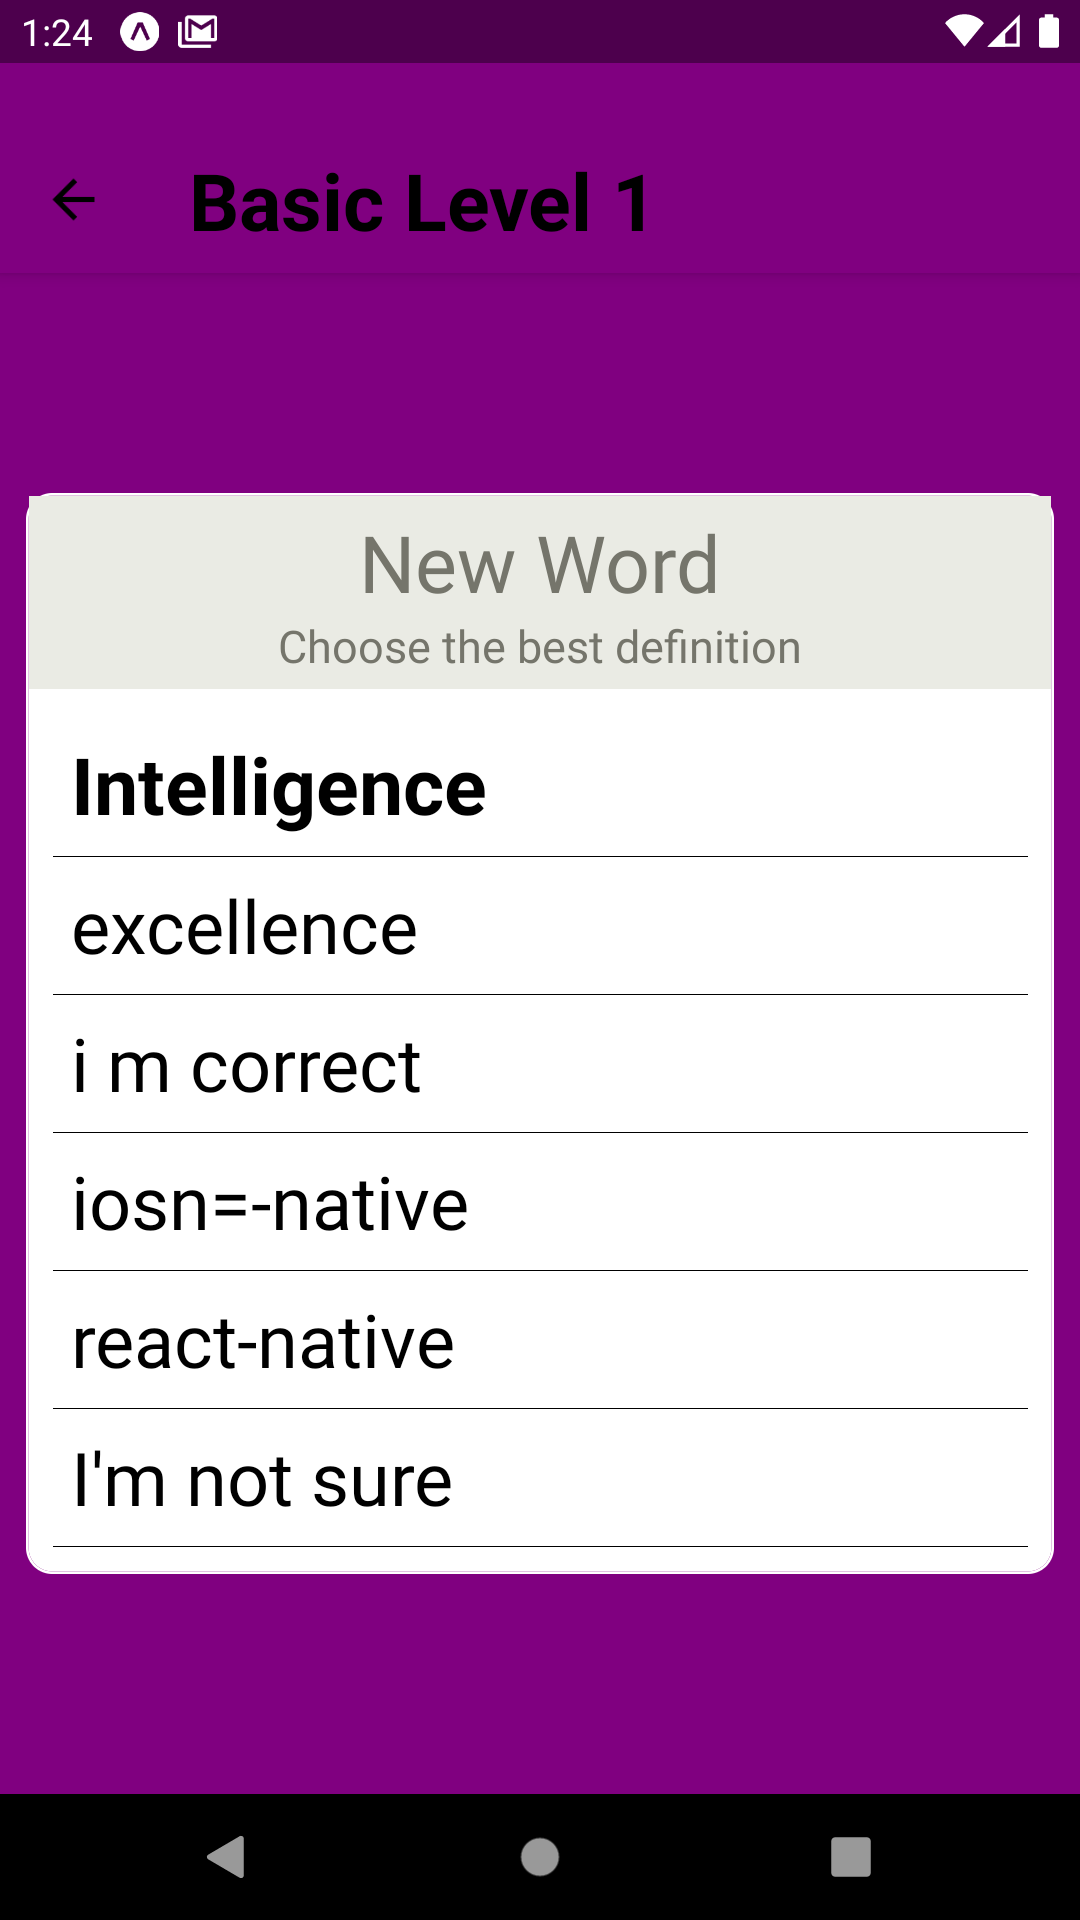 1:24
Basic Level 1
New Word
Choose the best definition
Intelligence
excellence
i m correct
iosn=-native
react-native
I'm not sure